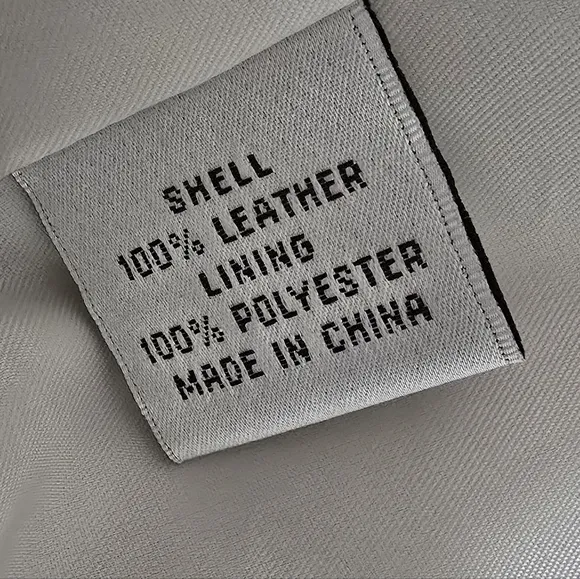 SHELL
100% LEATHER
LINING
100% POLYESTER
MADE IN CHINA